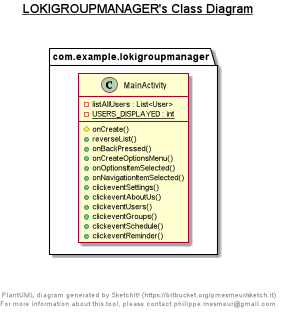 LOKIGROUPMANAGER's Class Diagram
com.example.lokigroupmanager
C MainActivity
listAllUsers : List<User>
USERS_DISPLAYED : int
onCreate()
reverseList()
onBackPressed()
onCreateOptionsMenu()
onOptionsItemSelected()
onNavigationItemSelected()
clickeventSettings()
clickeventAboutUs()
clickeventUsers()
clickeventGroups()
clickeventSchedule()
clickeventReminder()
PlantUML diagram generated by SketchIt! (https://bitbucket.org/pmesmeur/sketch.it)
For more information about this tool, please contact philippe.mesmeur@gmail.com